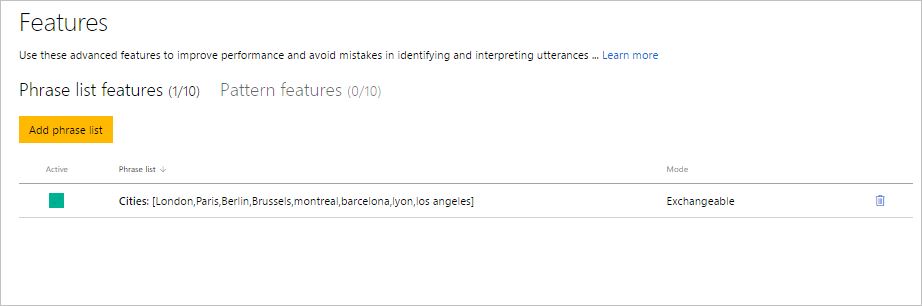 Features
Use these advanced features to improve performance and avoid mistakes in identifying and interpreting utterances ... Learn more
Phrase list features (1/10) Pattern features (0/10)
Add phrase list
Active Phrase list ↓ Mode
Cities: [London,Paris,Berlin,Brussels,montreal,barcelona,lyon,los angeles] Exchangeable